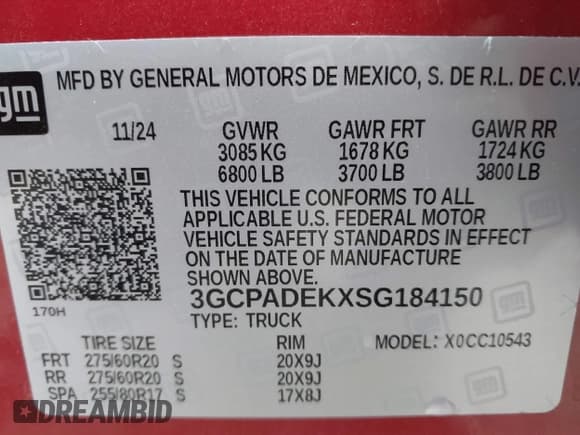 gm
MFD BY GENERAL MOTORS DE MEXICO, S. DE R.L. DE C.V.
11/24 GVWR GAWR FRT GAWR RR
3085 KG 1678 KG 1724 KG
6800 LB 3700 LB 3800 LB
THIS VEHICLE CONFORMS TO ALL
APPLICABLE U.S. FEDERAL MOTOR
VEHICLE SAFETY STANDARDS IN EFFECT
ON THE DATE OF MANUFACTURE
SHOWN ABOVE.
170H
3GCPADEKXSG184150
TYPE: TRUCK MODEL: X0CC10543
TIRE SIZE RIM
FRT 275/60R20 S 20X9J
RR 275/60R20 S 20X9J
SPA 255/80R17 S 17X8J
DREAMBID